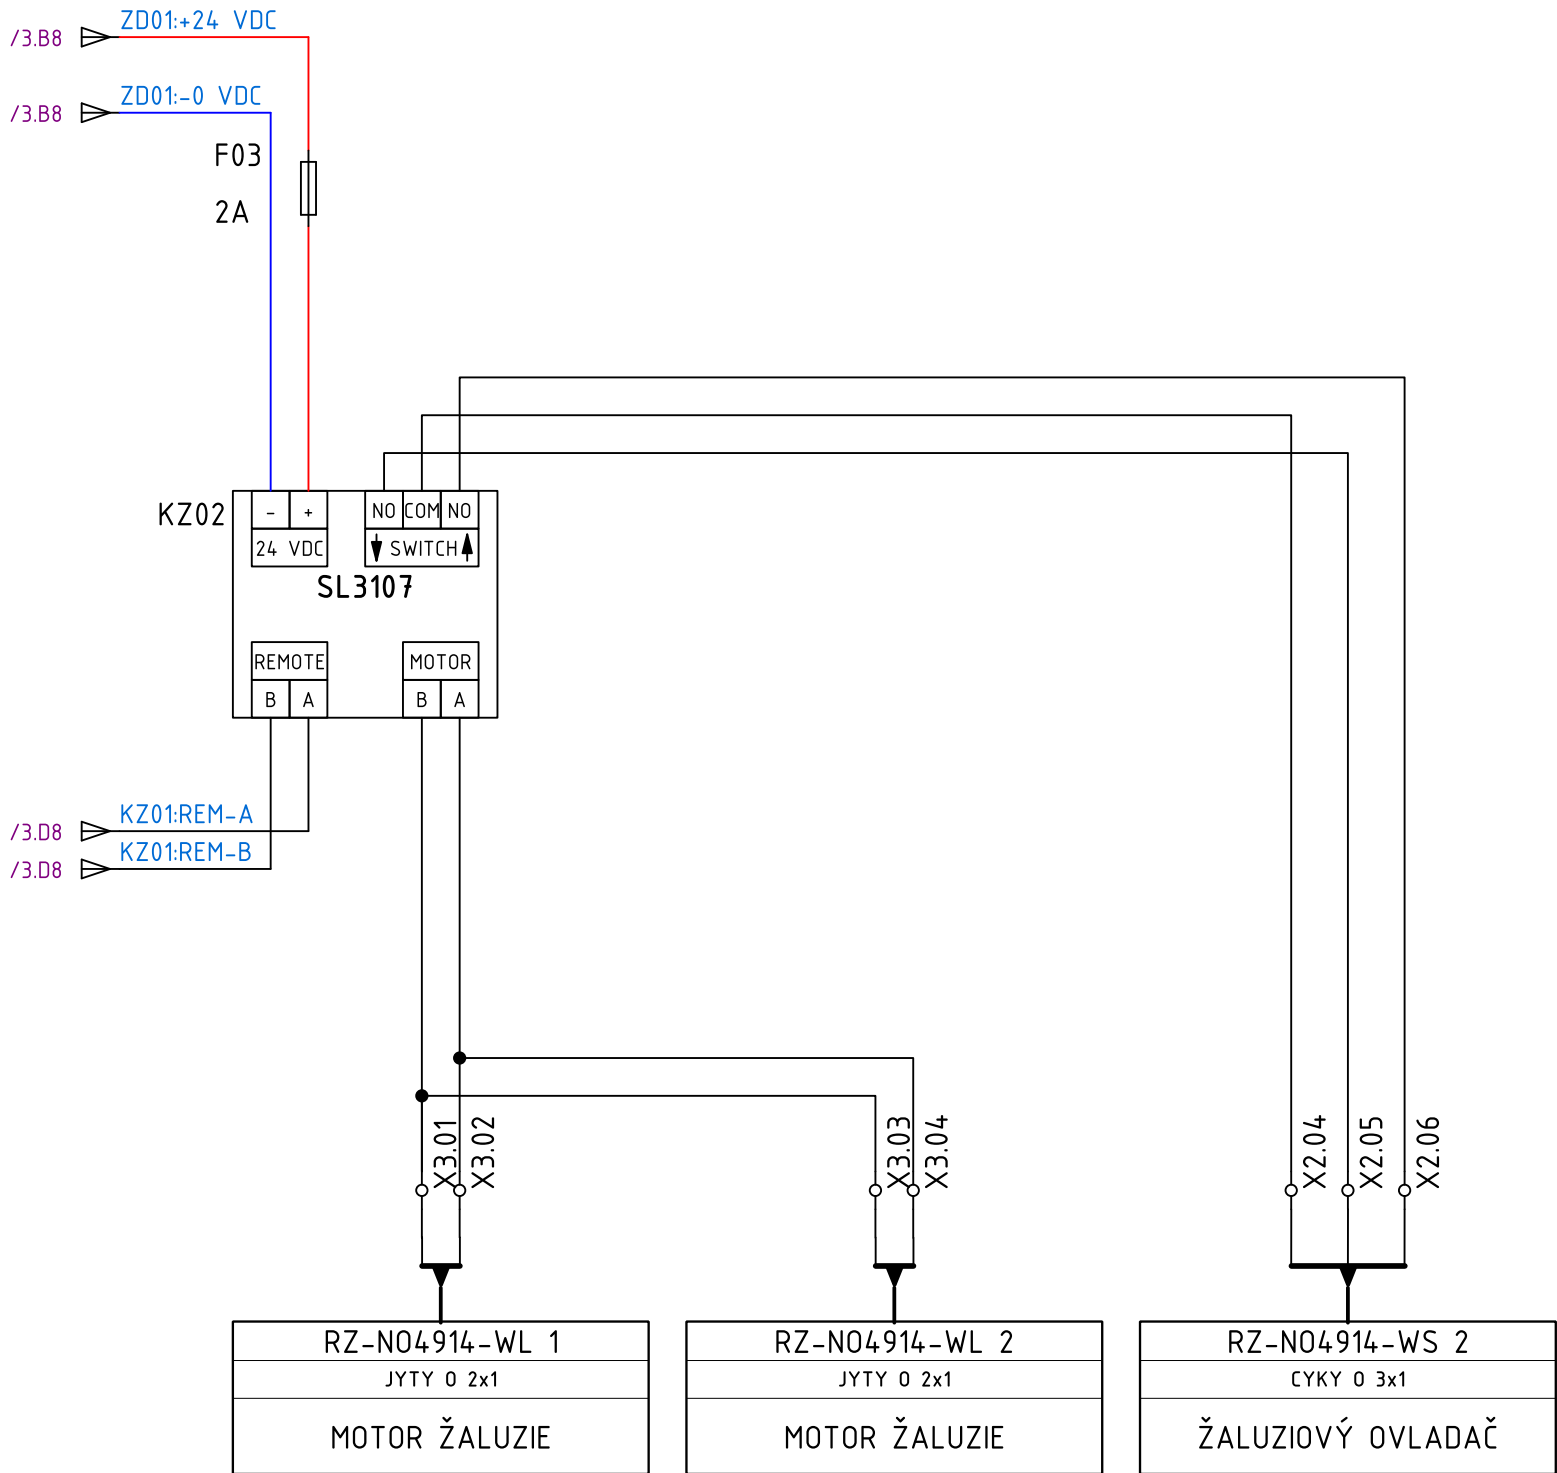 ZD01:+24 VDC
/3.B8
ZD01:-0 VDC
/3.B8
F03
2A
KZ02
- + NO COM NO
24 VDC SWITCH
SL3107
REMOTE MOTOR
B A B A
KZ01:REM-A
/3.D8
KZ01:REM-B
/3.D8
X3.01 X3.02 X3.03 X3.04 X2.04 X2.05 X2.06
RZ-NO4914-WL 1
JYTY O 2x1
MOTOR ŽALUZIE
RZ-NO4914-WL 2
JYTY O 2x1
MOTOR ŽALUZIE
RZ-NO4914-WS 2
CYKY O 3x1
ŽALUZIOVÝ OVLADAČ